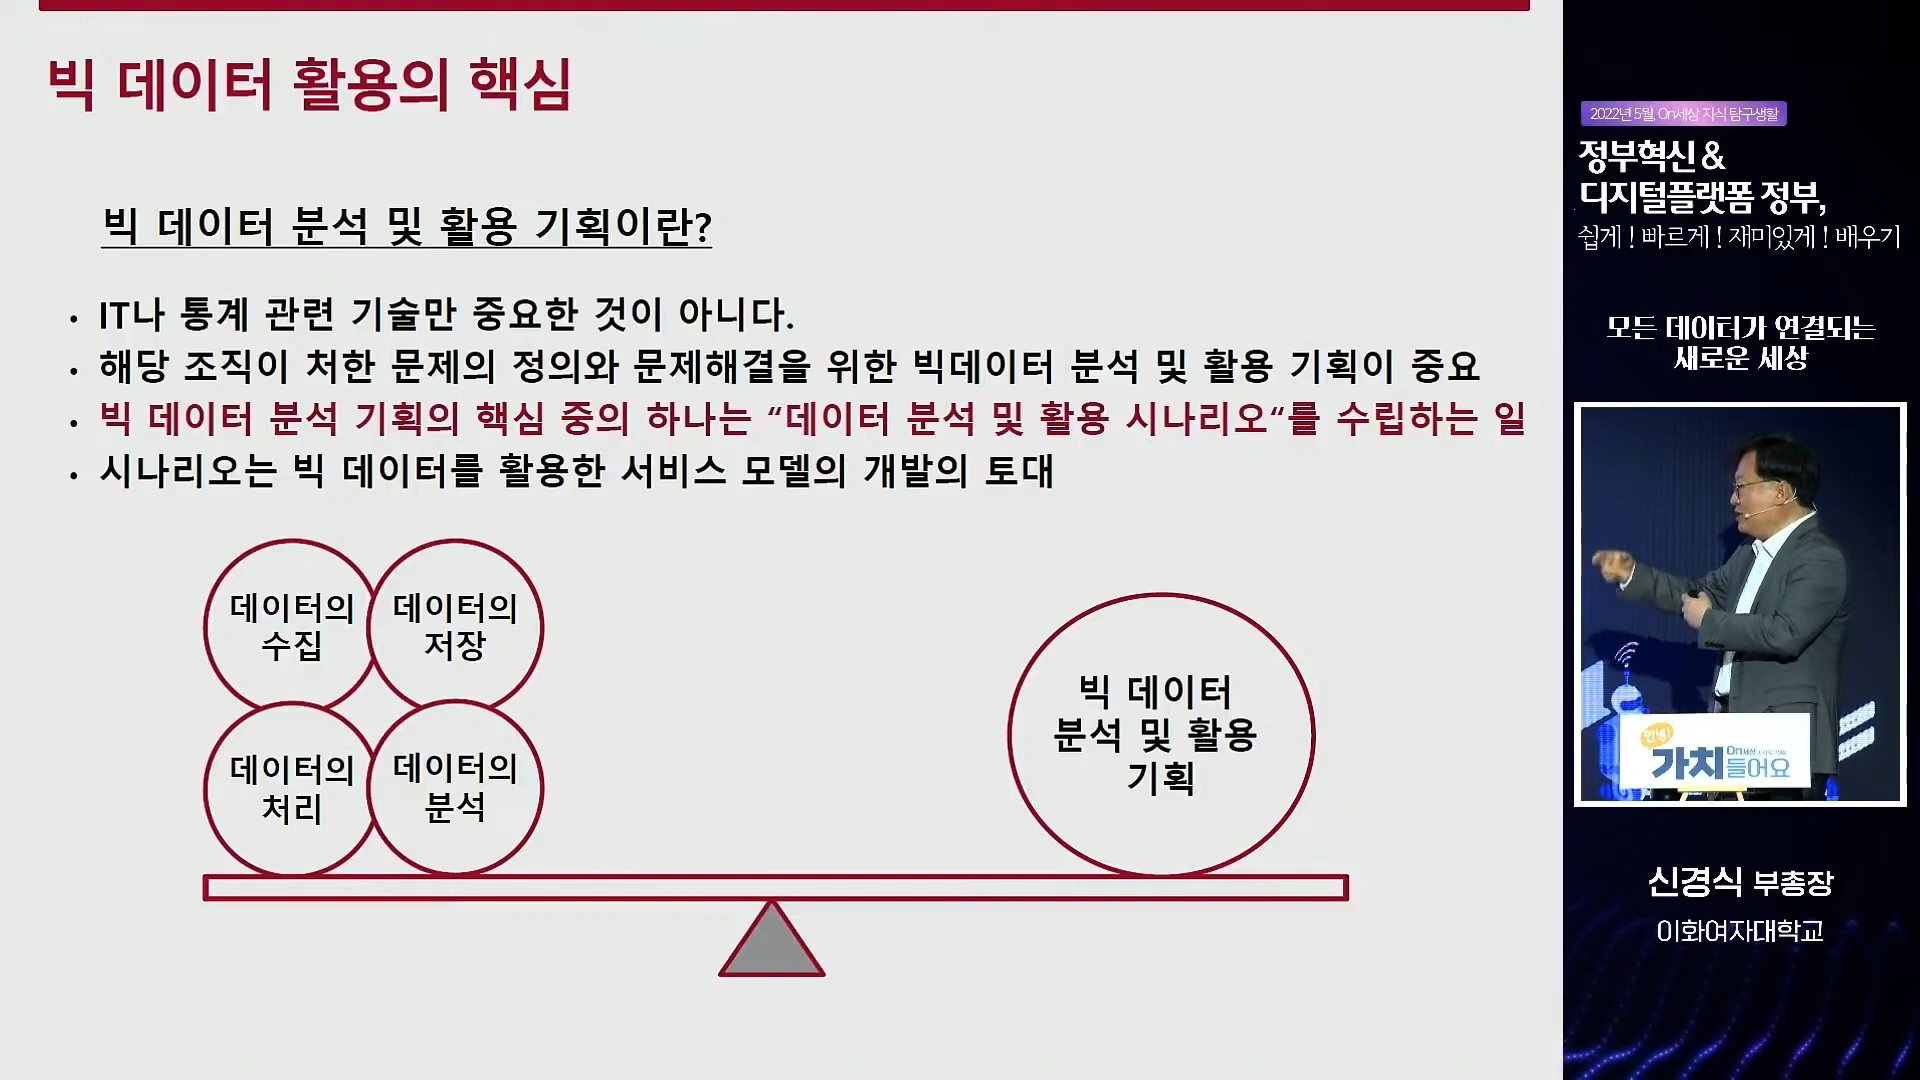 빅 데이터 활용의 핵심
빅 데이터 분석 및 활용 기획이란?
• IT나 통계 관련 기술만 중요한 것이 아니다.
• 해당 조직이 처한 문제의 정의와 문제해결을 위한 빅데이터 분석 및 활용 기획이 중요
• 빅 데이터 분석 기획의 핵심 중의 하나는 “데이터 분석 및 활용 시나리오“를 수립하는 일
• 시나리오는 빅 데이터를 활용한 서비스 모델의 개발의 토대
데이터의
수집
데이터의
저장
데이터의
처리
데이터의
분석
빅 데이터
분석 및 활용
기획
2022년 5월, On세상 지식 탐구생활
정부혁신 &
디지털플랫폼 정부,
쉽게 ! 빠르게 ! 재미있게 ! 배우기
모든 데이터가 연결되는
새로운 세상
안녕!
가치
On세상
들어요
신경식 부총장
이화여자대학교